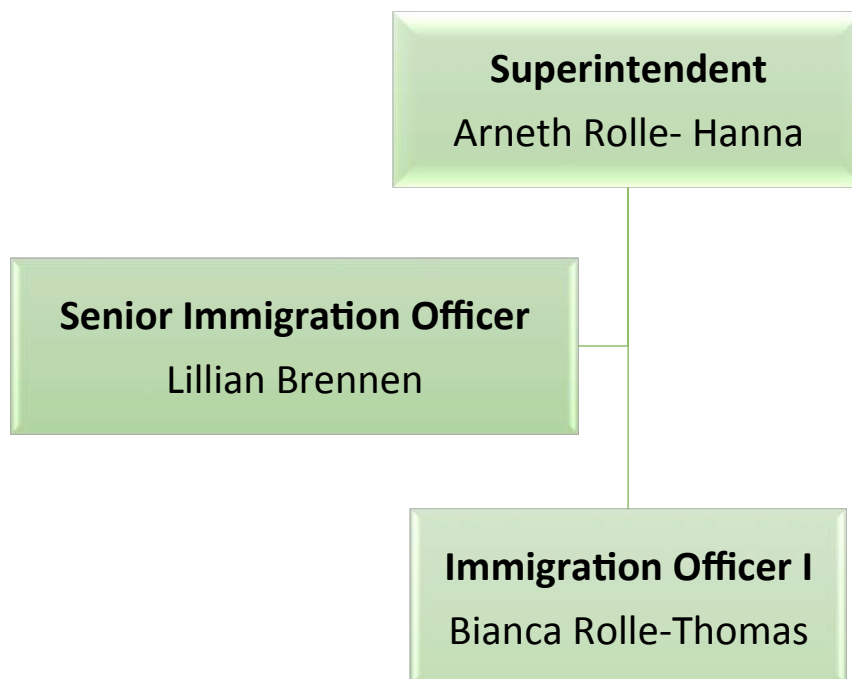 Superintendent
Arneth Rolle- Hanna
Senior Immigration Officer
Lillian Brennen
Immigration Officer I
Bianca Rolle-Thomas